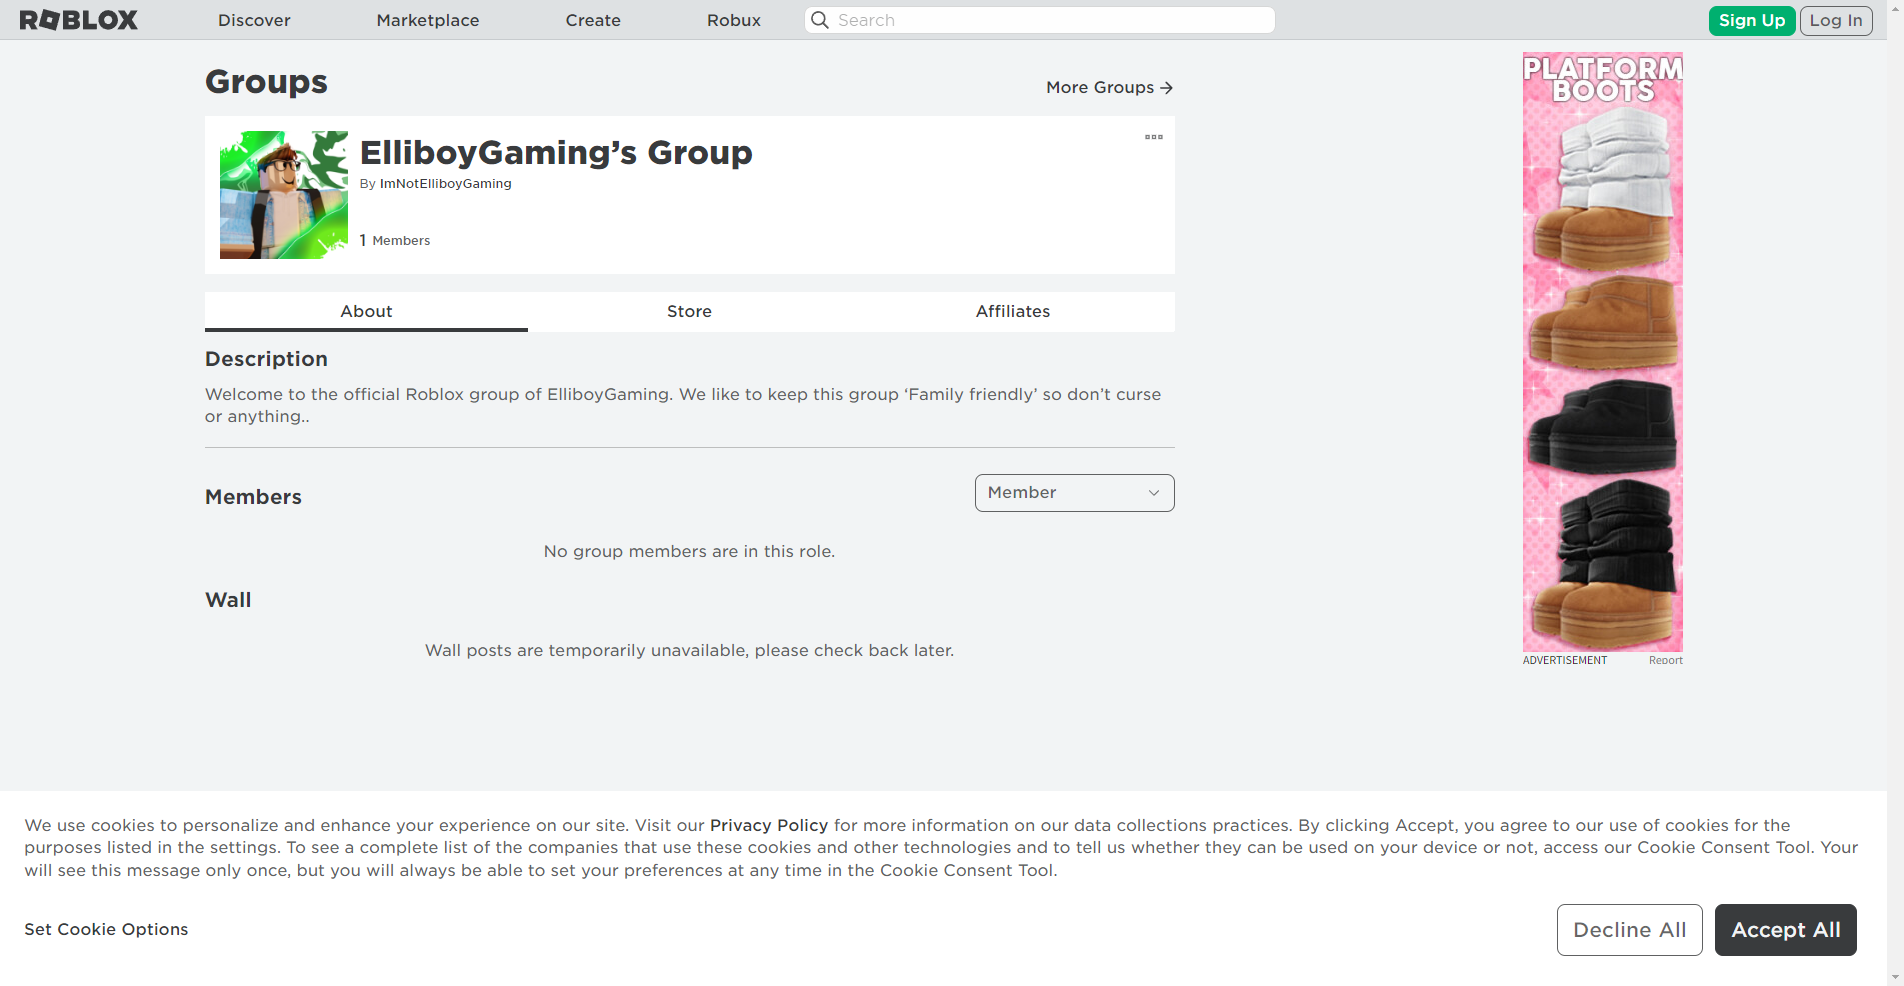 ROBLOX Discover Marketplace Create Robux Search Sign Up Log In
Groups
More Groups →
ElliboyGaming’s Group
By ImNotElliboyGaming
1 Members
About Store Affiliates
Description
Welcome to the official Roblox group of ElliboyGaming. We like to keep this group ‘Family friendly’ so don’t curse
or anything..
Members
Member
No group members are in this role.
Wall
Wall posts are temporarily unavailable, please check back later.
PLATFORM
BOOTS
ADVERTISEMENT Report
We use cookies to personalize and enhance your experience on our site. Visit our Privacy Policy for more information on our data collections practices. By clicking Accept, you agree to our use of cookies for the
purposes listed in the settings. To see a complete list of the companies that use these cookies and other technologies and to tell us whether they can be used on your device or not, access our Cookie Consent Tool. Your
will see this message only once, but you will always be able to set your preferences at any time in the Cookie Consent Tool.
Set Cookie Options
Decline All
Accept All